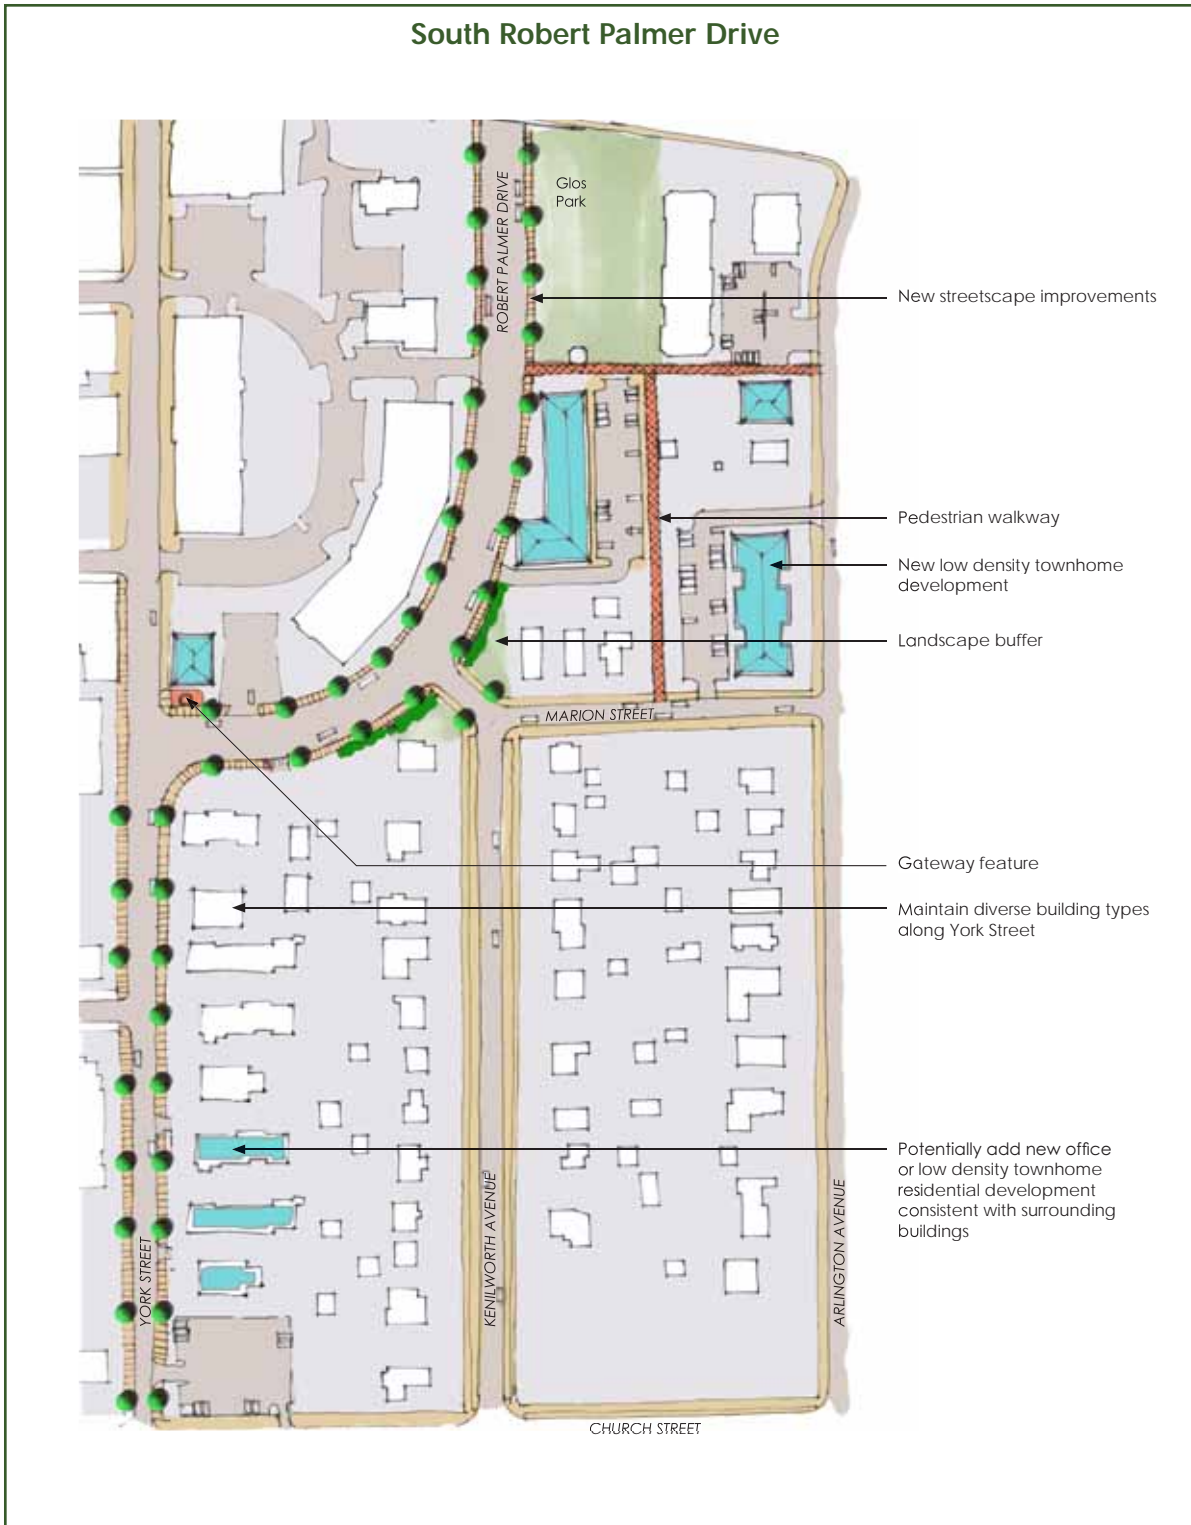 South Robert Palmer Drive
Glos
Park
ROBERT PALMER DRIVE
New streetscape improvements
Pedestrian walkway
New low density townhome
development
Landscape buffer
MARION STREET
Gateway feature
Maintain diverse building types
along York Street
Potentially add new office
or low density townhome
residential development
consistent with surrounding
buildings
YORK STREET
KENILWORTH AVENUE
ARLINGTON AVENUE
CHURCH STREET